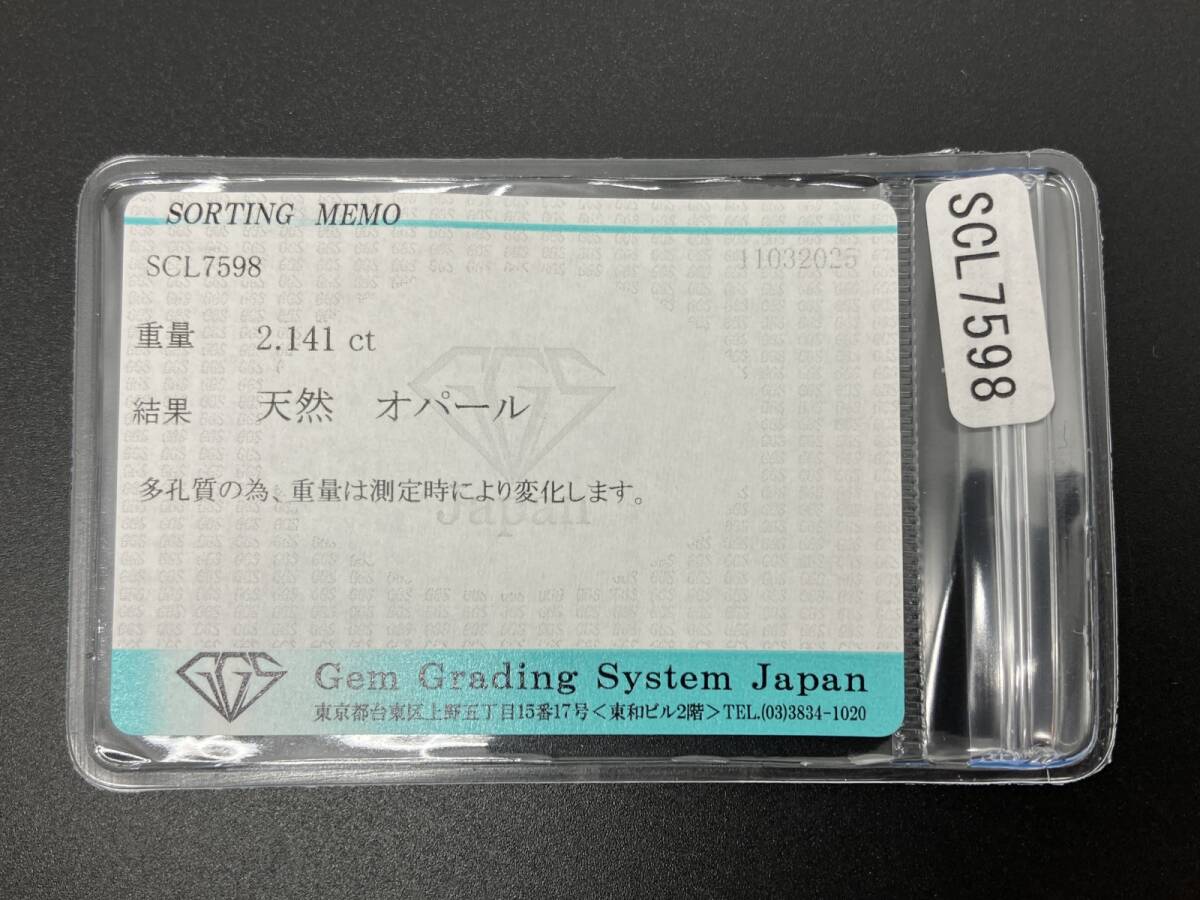 SORTING MEMO
SCL7598 11032025
重量 2.141 ct
結果 天然 オパール
多孔質の為、重量は測定時により変化します。
GGS
Japan
GGS Gem Grading System Japan
東京都台東区上野五丁目15番17号＜東和ビル2階＞TEL.(03)3834-1020
SCL7598